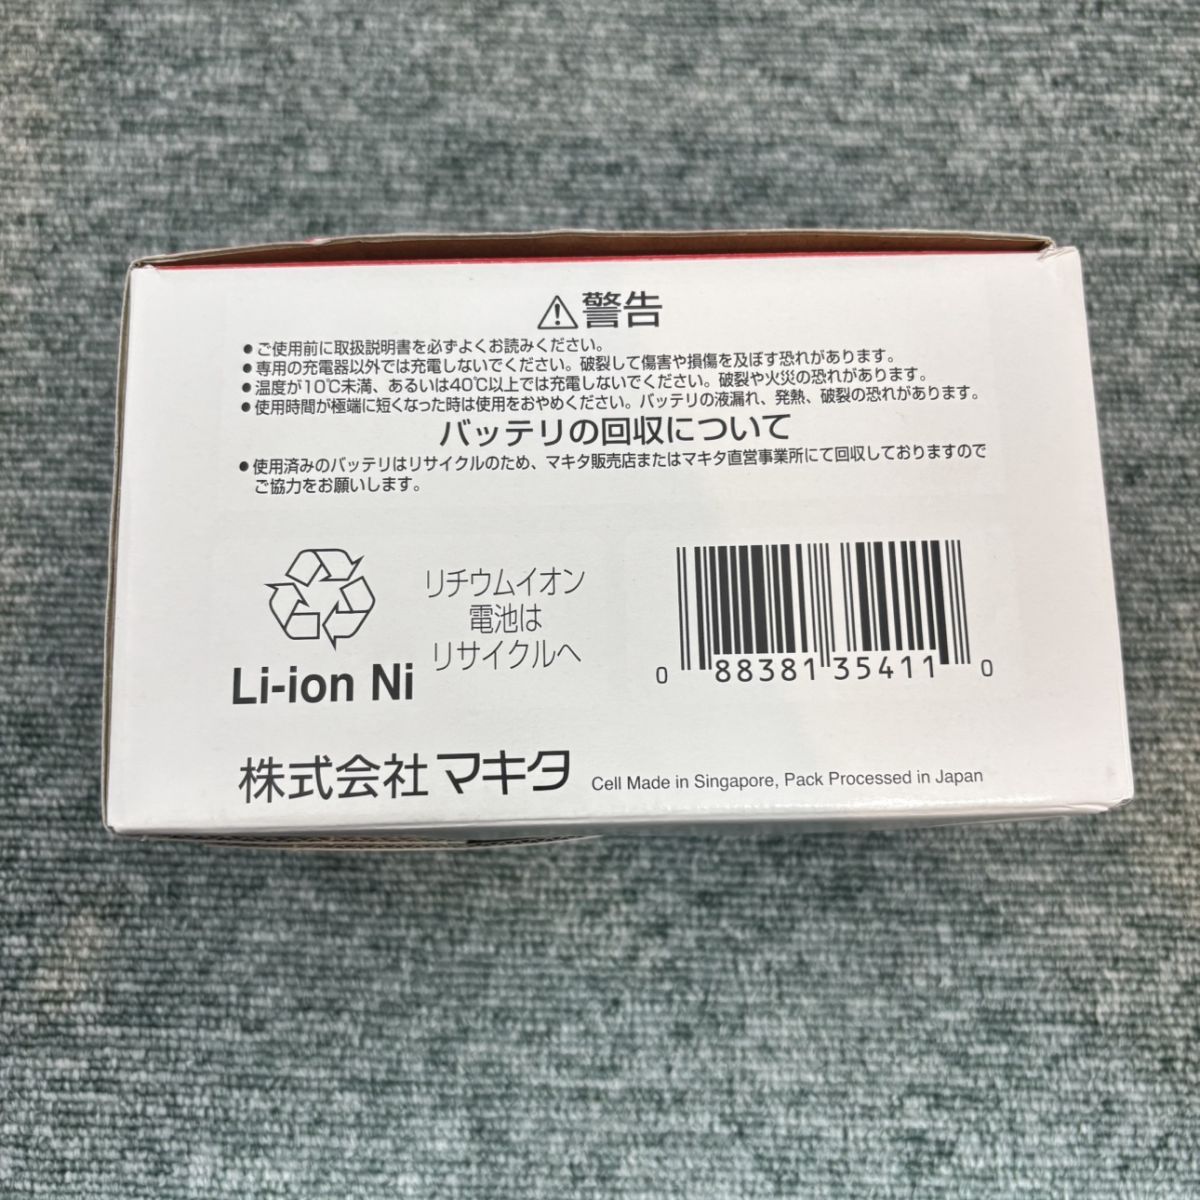 警告
●ご使用前に取扱説明書を必ずよくお読みください。
●専用の充電器以外では充電しないでください。破裂して傷害や損傷を及ぼす恐れがあります。
●温度が10℃未満、あるいは40℃以上では充電しないでください。破裂や火災の恐れがあります。
●使用時間が極端に短くなった時は使用をおやめください。バッテリの液漏れ、発熱、破裂の恐れがあります。
バッテリの回収について
●使用済みのバッテリはリサイクルのため、マキタ販売店またはマキタ直営事業所にて回収しておりますので
ご協力をお願いします。
リチウムイオン
電池は
リサイクルへ
Li-ion Ni
0 88381 35411 0
株式会社 マキタ
Cell Made in Singapore, Pack Processed in Japan